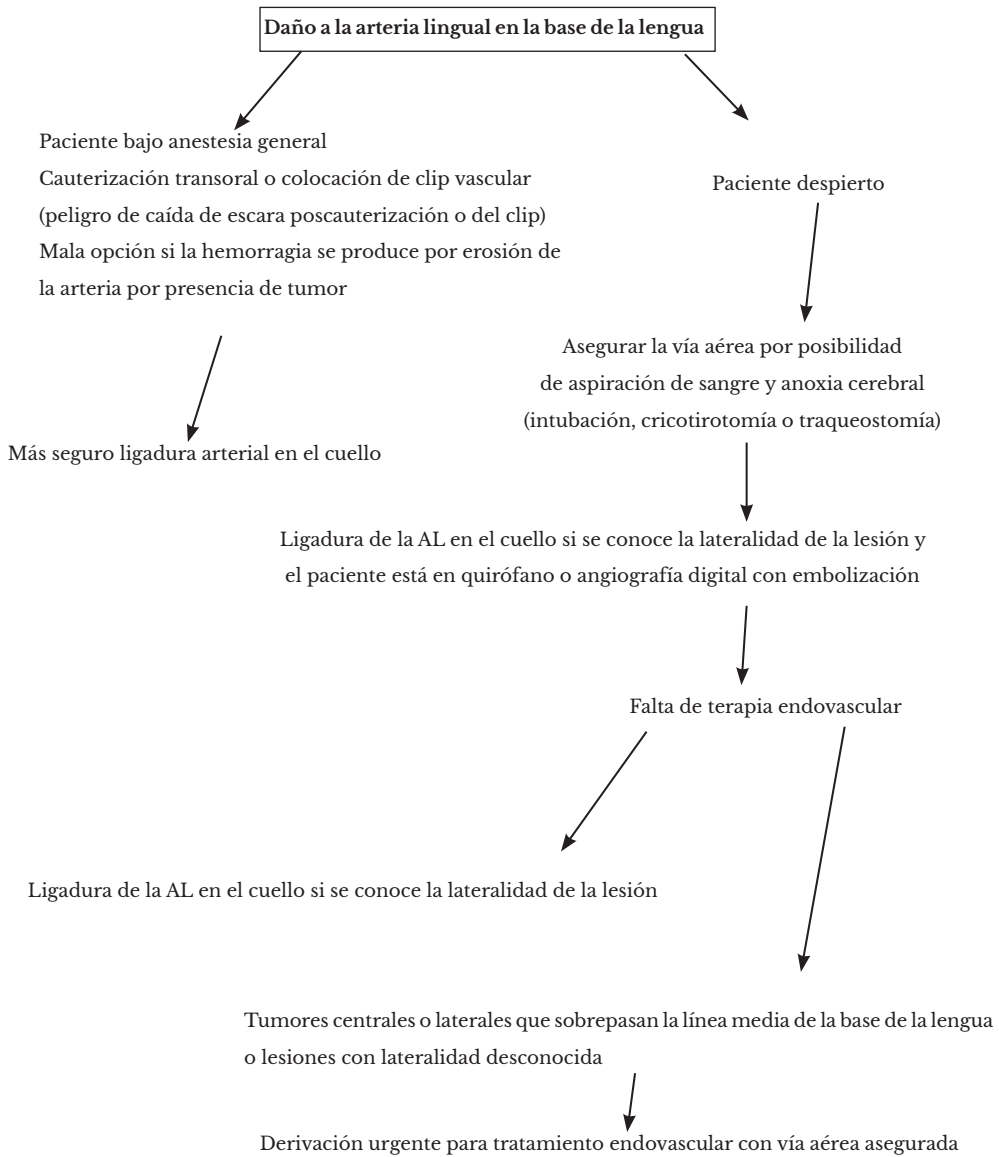 Daño a la arteria lingual en la base de la lengua
Paciente bajo anestesia general
Cauterización transoral o colocación de clip vascular
(peligro de caída de escara poscauterización o del clip)
Mala opción si la hemorragia se produce por erosión de
la arteria por presencia de tumor
Más seguro ligadura arterial en el cuello
Paciente despierto
Asegurar la vía aérea por posibilidad
de aspiración de sangre y anoxia cerebral
(intubación, cricotirotomía o traqueostomía)
Ligadura de la AL en el cuello si se conoce la lateralidad de la lesión y
el paciente está en quirófano o angiografía digital con embolización
Falta de terapia endovascular
Ligadura de la AL en el cuello si se conoce la lateralidad de la lesión
Tumores centrales o laterales que sobrepasan la línea media de la base de la lengua
o lesiones con lateralidad desconocida
Derivación urgente para tratamiento endovascular con vía aérea asegurada